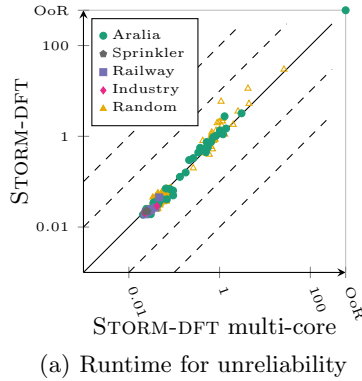 OoR
100
1
0.01
STORM-DFT
Aralia
Sprinkler
Railway
Industry
Random
0.01
1
100
OoR
STORM-DFT multi-core
(a) Runtime for unreliability